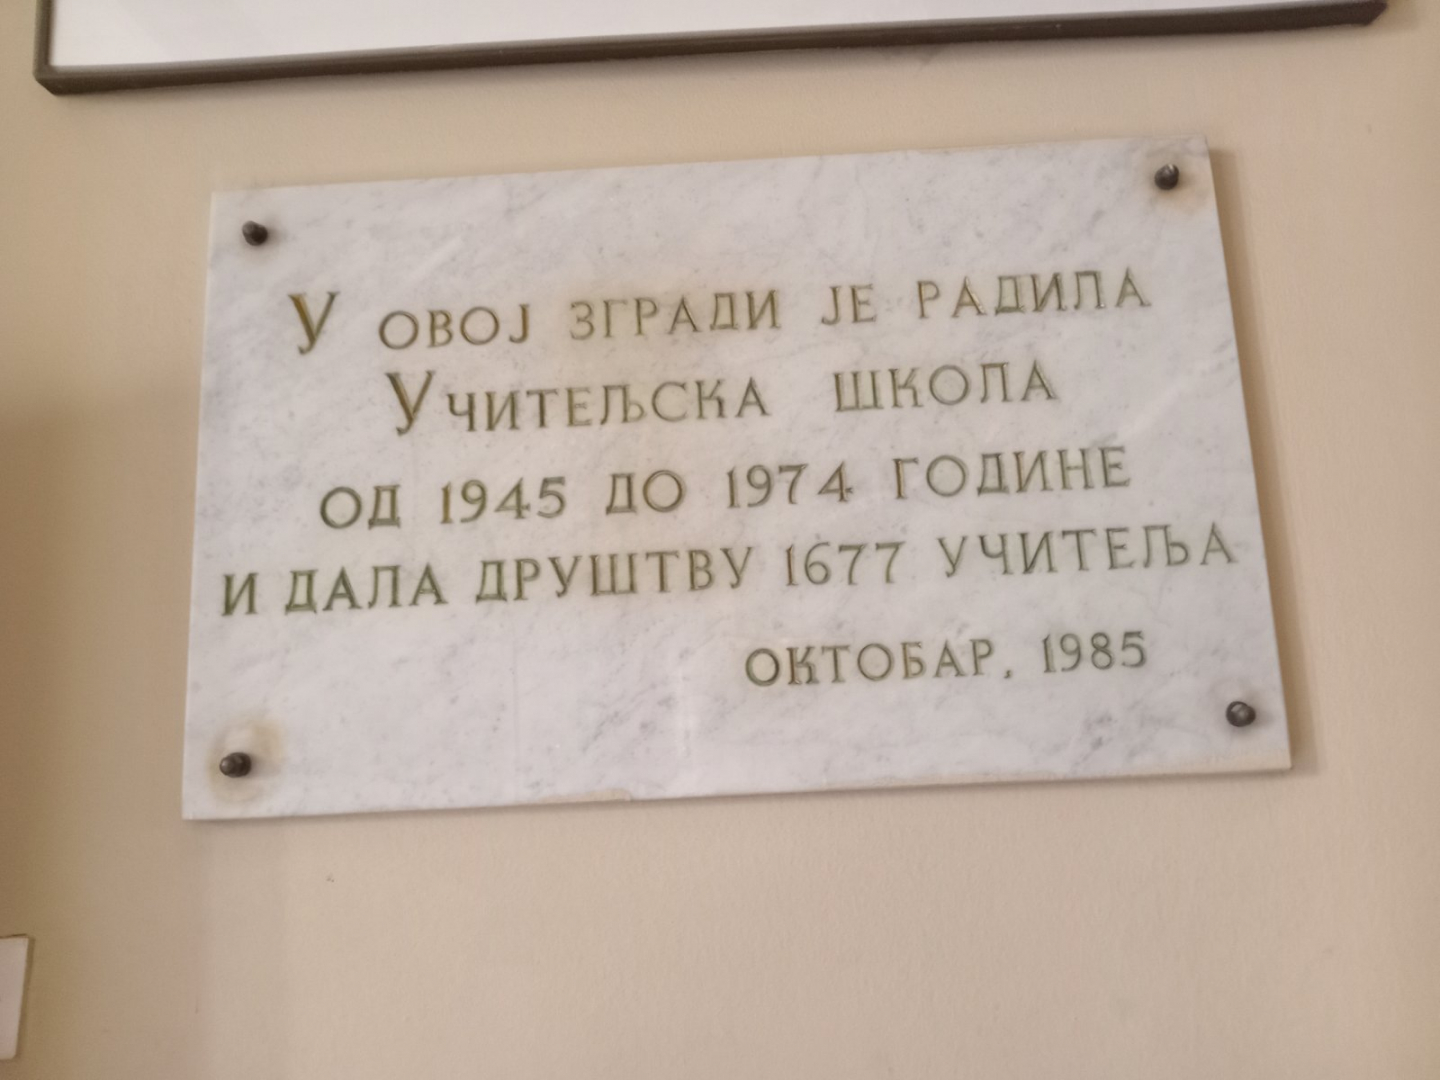 У ОВОЈ ЗГРАДИ ЈЕ РАДИЛА
УЧИТЕЉСКА ШКОЛА
ОД 1945 ДО 1974 ГОДИНЕ
И ДАЛА ДРУШТВУ 1677 УЧИТЕЉА
ОКТОБАР, 1985